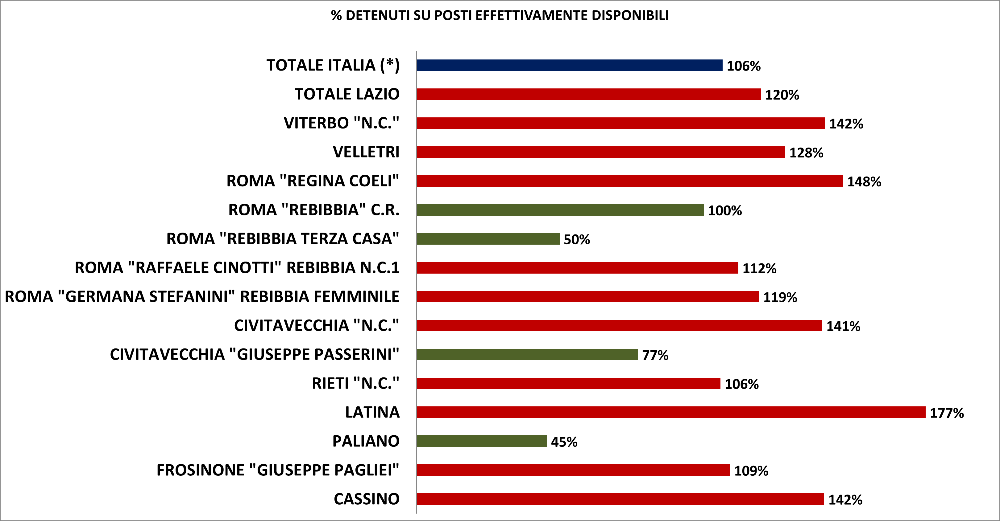 % DETENUTI SU POSTI EFFETTIVAMENTE DISPONIBILI
TOTALE ITALIA (*) 106%
TOTALE LAZIO 120%
VITERBO "N.C." 142%
VELLETRI 128%
ROMA "REGINA COELI" 148%
ROMA "REBIBBIA" C.R. 100%
ROMA "REBIBBIA TERZA CASA" 50%
ROMA "RAFFAELE CINOTTI" REBIBBIA N.C.1 112%
ROMA "GERMANA STEFANINI" REBIBBIA FEMMINILE 119%
CIVITAVECCHIA "N.C." 141%
CIVITAVECCHIA "GIUSEPPE PASSERINI" 77%
RIETI "N.C." 106%
LATINA 177%
PALIANO 45%
FROSINONE "GIUSEPPE PAGLIEI" 109%
CASSINO 142%